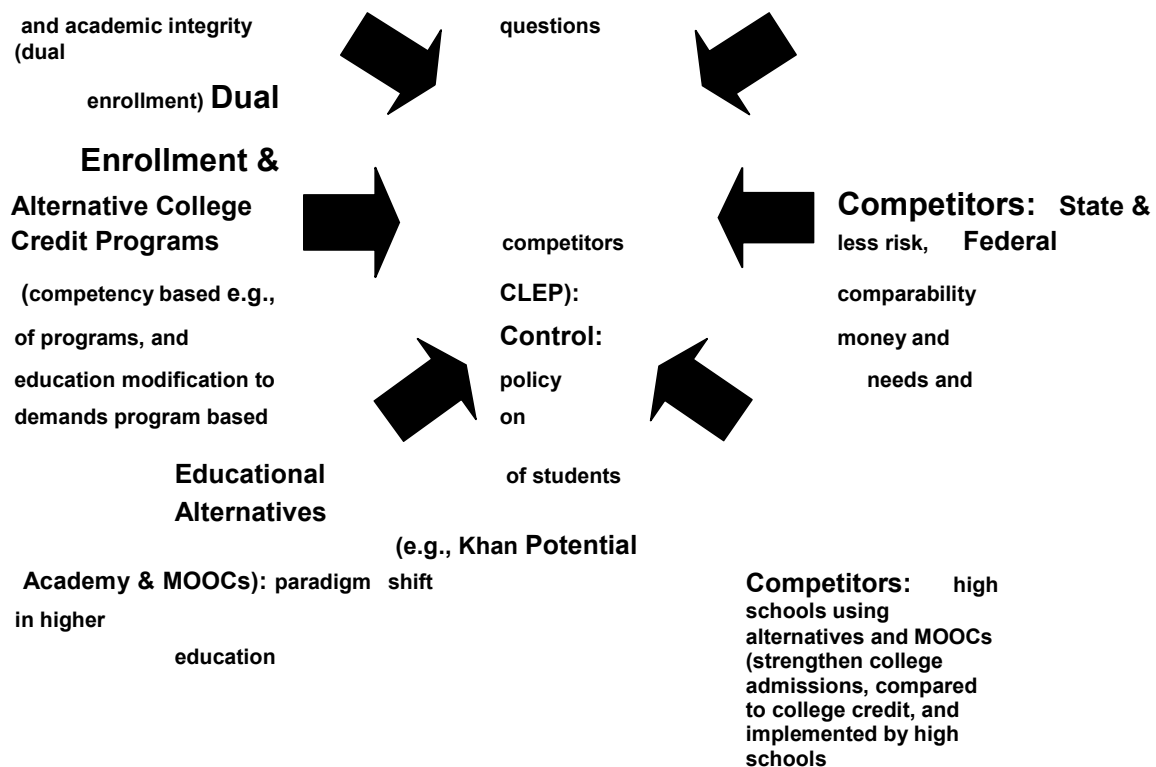 and academic integrity questions
(dual
enrollment) Dual
Enrollment &
Alternative College Competitors: State &
Credit Programs competitors less risk, Federal
(competency based e.g., CLEP): comparability
of programs, and Control: money and
education modification to policy needs and
demands program based on
Educational of students
Alternatives
(e.g., Khan Potential
Academy & MOOCs): paradigm shift
in higher
education
Competitors: high
schools using
alternatives and MOOCs
(strengthen college
admissions, compared
to college credit, and
implemented by high
schools